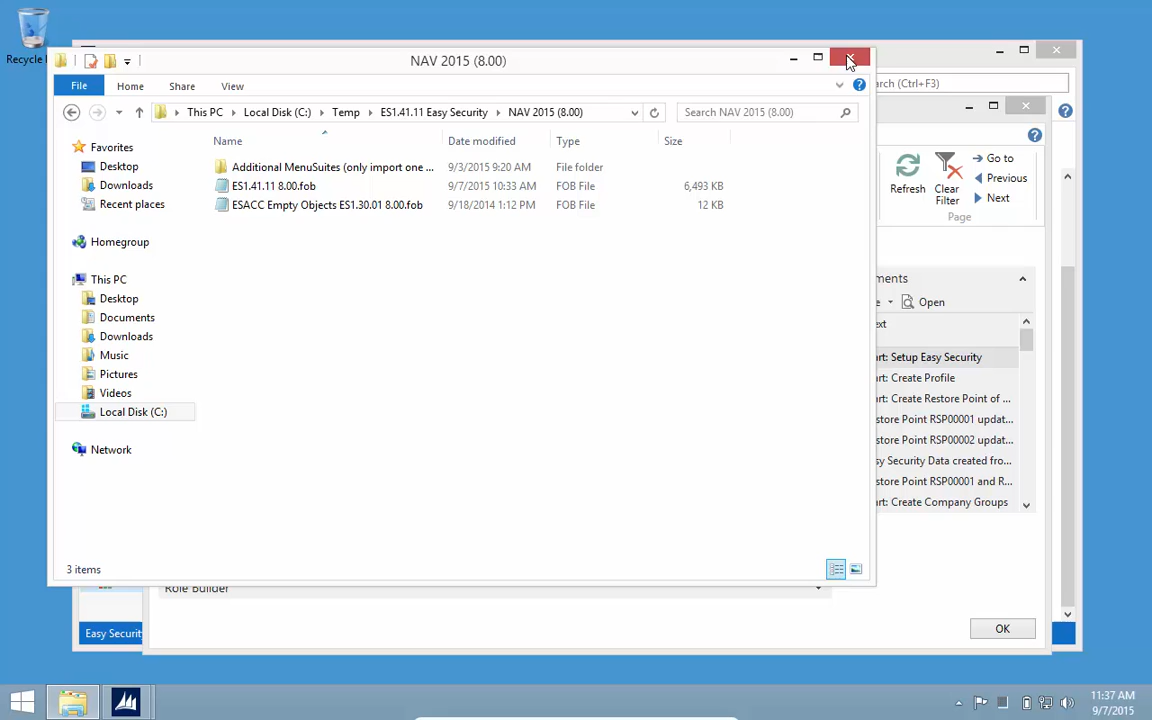 Recycle
NAV 2015 (8.00)
File Home Share View
This PC Local Disk (C:) Temp ES1.41.11 Easy Security NAV 2015 (8.00)
Search NAV 2015 (8.00)
Name Date modified Type Size
Additional MenuSuites (only import one ... 9/3/2015 9:20 AM File folder
ES1.41.11 8.00.fob 9/7/2015 10:33 AM FOB File 6,493 KB
ESACC Empty Objects ES1.30.01 8.00.fob 9/18/2014 1:12 PM FOB File 12 KB
Favorites
Desktop
Downloads
Recent places
Homegroup
This PC
Desktop
Documents
Downloads
Music
Pictures
Videos
Local Disk (C:)
Network
3 items
(Ctrl+F3)
Refresh
Clear
Filter
Go to
Previous
Next
Page
ments
Open
ext
rt: Setup Easy Security
rt: Create Profile
rt: Create Restore Point of ...
store Point RSP00001 updat...
store Point RSP00002 updat...
sy Security Data created fro...
store Point RSP00001 and R...
rt: Create Company Groups
Role Builder
OK
Easy Securit
11:37 AM
9/7/2015